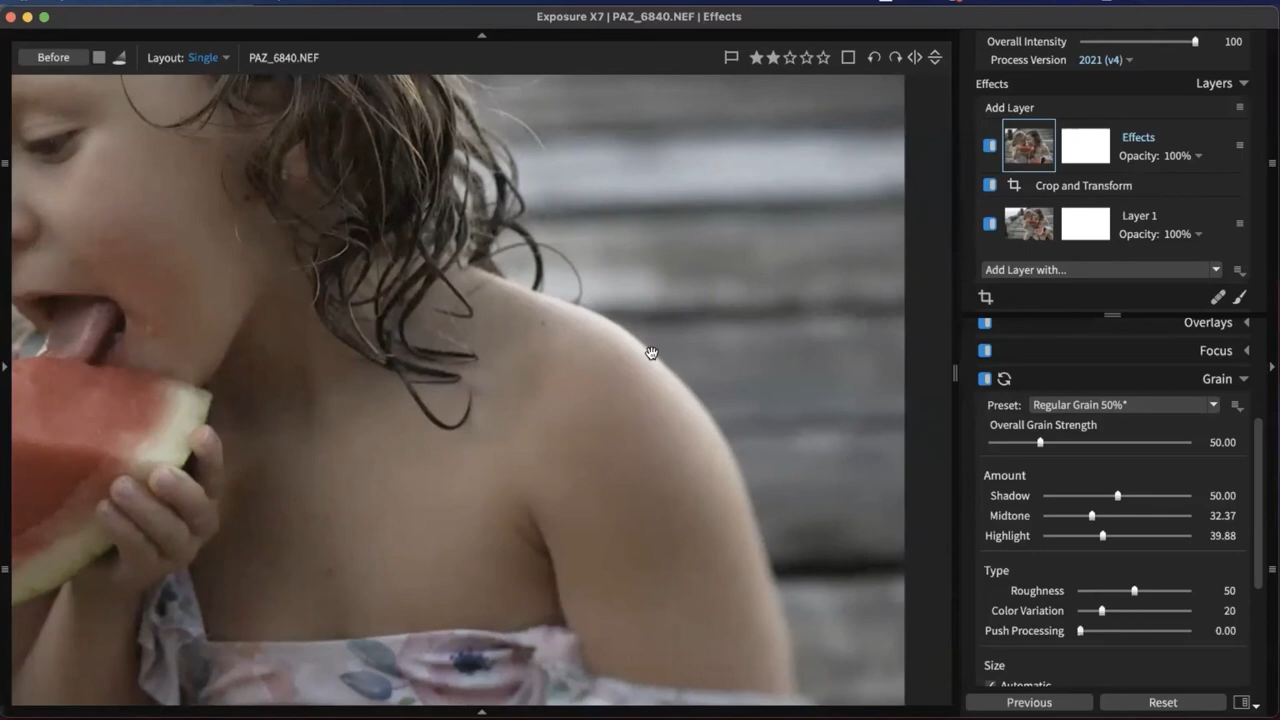 Exposure X7 | PAZ_6840.NEF | Effects
Before
Layout: Single
PAZ_6840.NEF
Overall Intensity 100
Process Version 2021 (v4)
Effects Layers
Add Layer
Effects
Opacity: 100%
Crop and Transform
Layer 1
Opacity: 100%
Add Layer with...
Overlays
Focus
Grain
Preset: Regular Grain 50%*
Overall Grain Strength
50.00
Amount
Shadow 50.00
Midtone 32.37
Highlight 39.88
Type
Roughness 50
Color Variation 20
Push Processing 0.00
Size
Automatic
Previous Reset